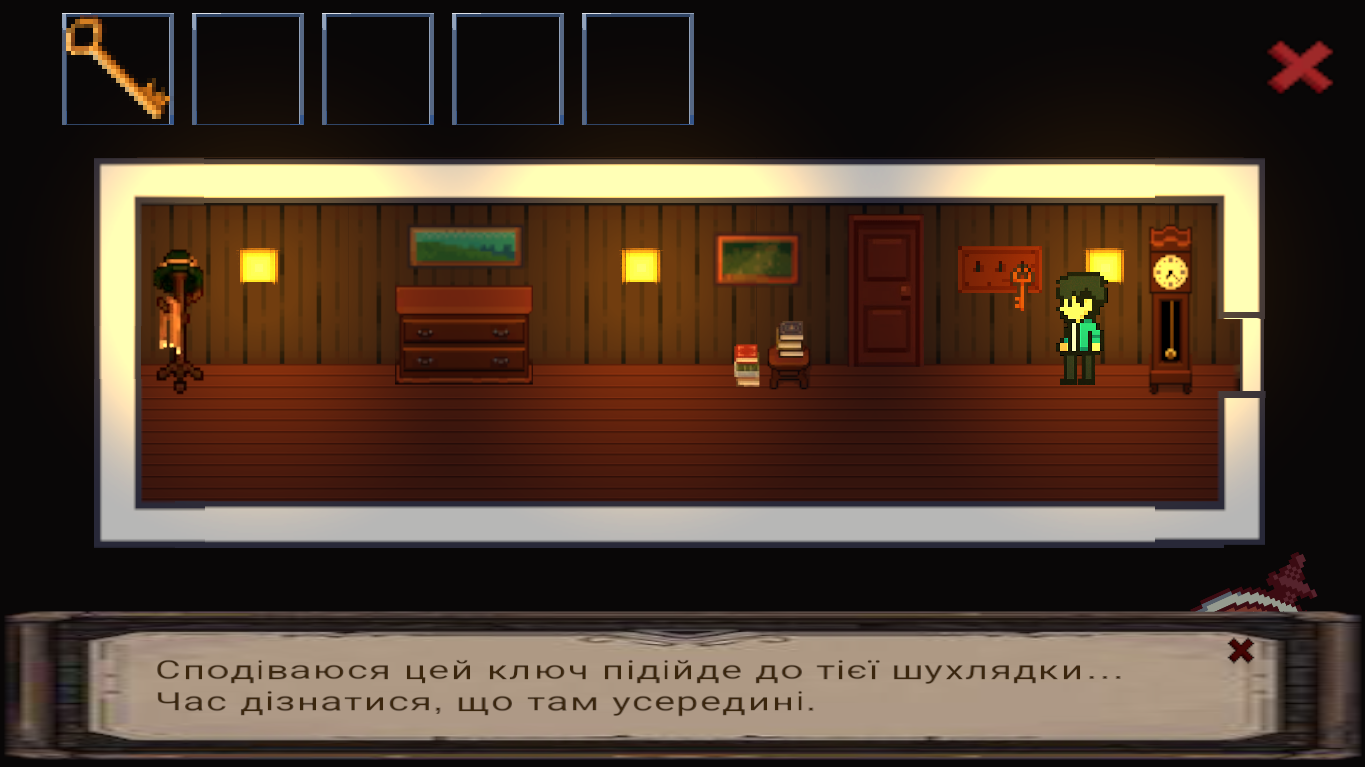 Сподіваюся цей ключ підійде до тієї шухлядки...
Час дізнатися, що там усередині.